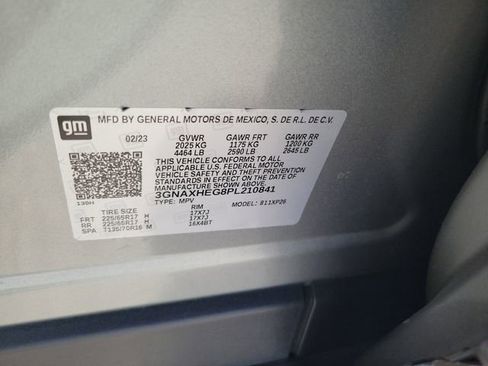 gm
MFD BY GENERAL MOTORS DE MEXICO, S. DE R.L. DE C.V.
02/23 GVWR GAWR FRT GAWR RR
2025 KG 1175 KG 1200 KG
4464 LB 2590 LB 2645 LB
THIS VEHICLE CONFORMS TO ALL
APPLICABLE U.S. FEDERAL MOTOR
VEHICLE SAFETY AND THEFT
PREVENTION STANDARDS IN EFFECT
ON THE DATE OF
MANUFACTURE SHOWN ABOVE.
3GNAXHEG8PL210841
TYPE: MPV MODEL: 811XP26
TIRE SIZE RIM
FRT 225/65R17 H 17X7J
RR 225/65R17 H 17X7J
SPA T135/70R16 M 16X4BT